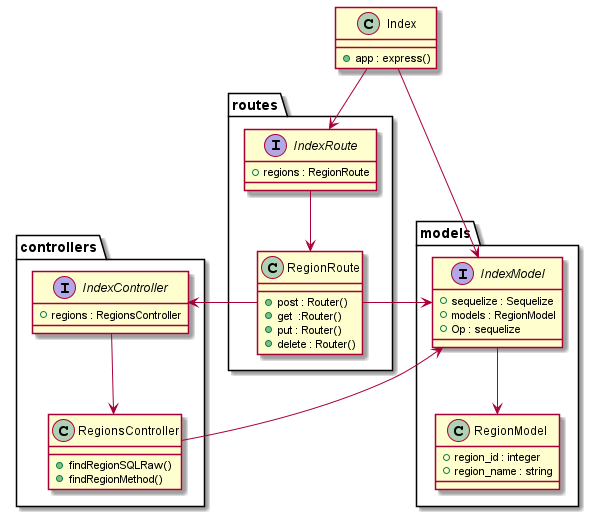 C Index
app : express()
routes
I IndexRoute
regions : RegionRoute
controllers
models
I IndexController
regions : RegionsController
C RegionRoute
post : Router()
get :Router()
put : Router()
delete : Router()
I IndexModel
sequelize : Sequelize
models : RegionModel
Op : sequelize
C RegionsController
findRegionSQLRaw()
findRegionMethod()
C RegionModel
region_id : integer
region_name : string